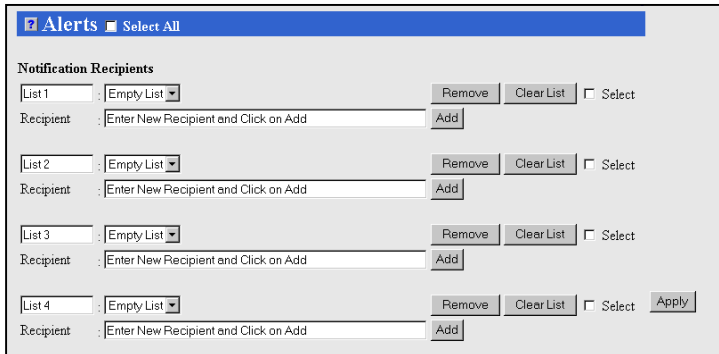 ? Alerts Select All
Notification Recipients
List 1 : Empty List Remove Clear List Select
Recipient : Enter New Recipient and Click on Add Add
List 2 : Empty List Remove Clear List Select
Recipient : Enter New Recipient and Click on Add Add
List 3 : Empty List Remove Clear List Select
Recipient : Enter New Recipient and Click on Add Add
List 4 : Empty List Remove Clear List Select Apply
Recipient : Enter New Recipient and Click on Add Add